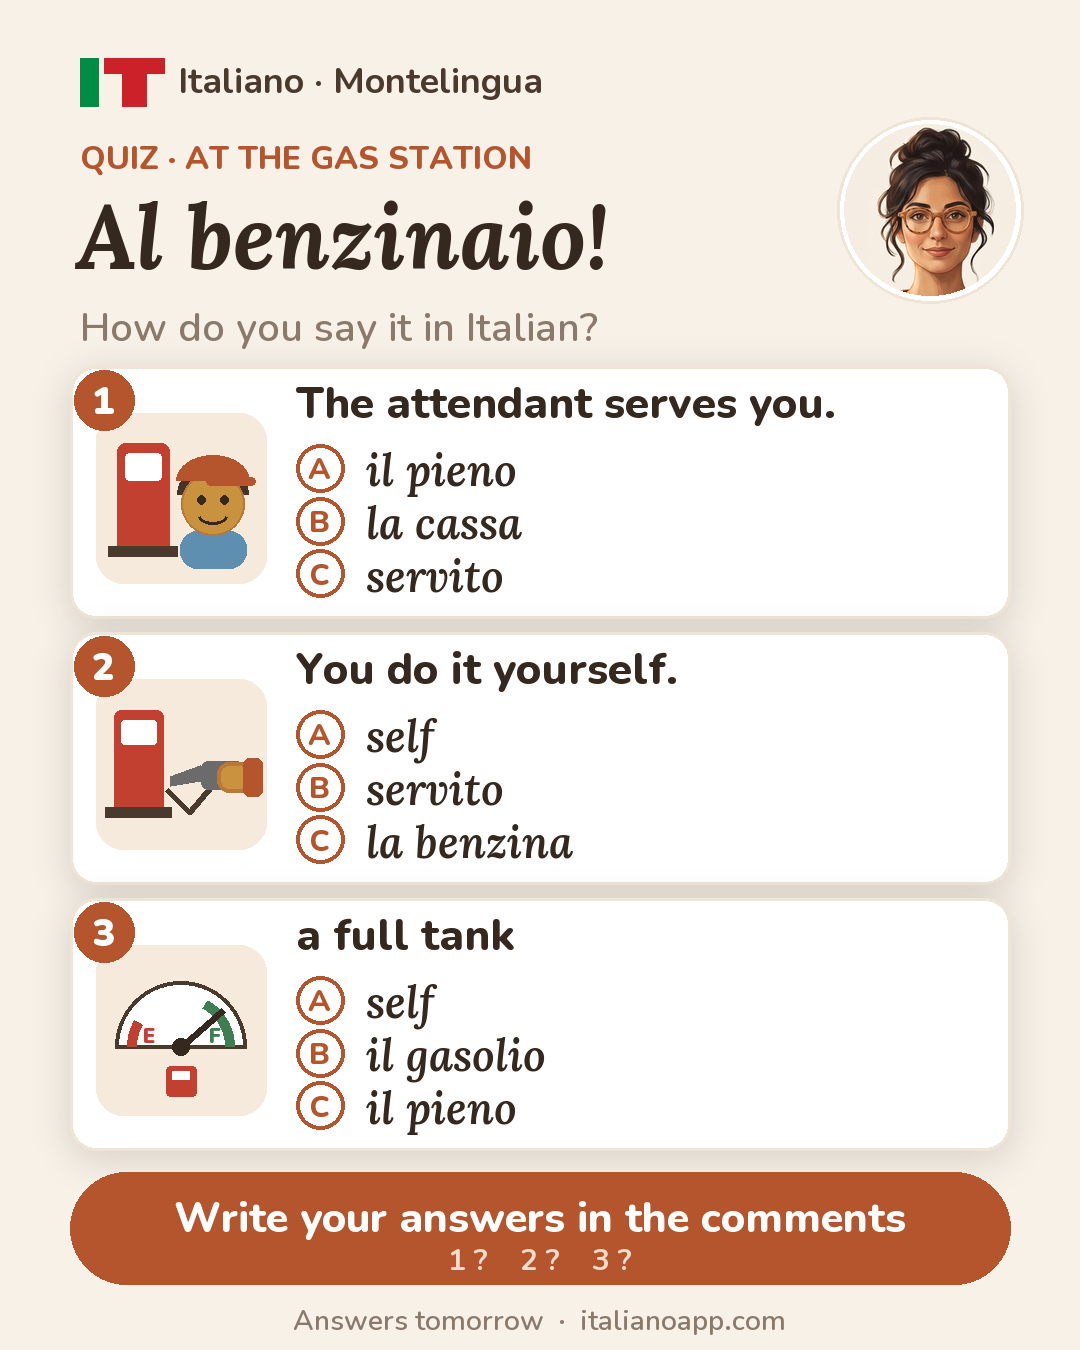 IT Italiano · Montelingua
QUIZ · AT THE GAS STATION
Al benzinaio!
How do you say it in Italian?
1 The attendant serves you.
A il pieno
B la cassa
C servito
2 You do it yourself.
A self
B servito
C la benzina
3 a full tank
A self
B il gasolio
C il pieno
E F
Write your answers in the comments
1 ? 2 ? 3 ?
Answers tomorrow · italianoapp.com